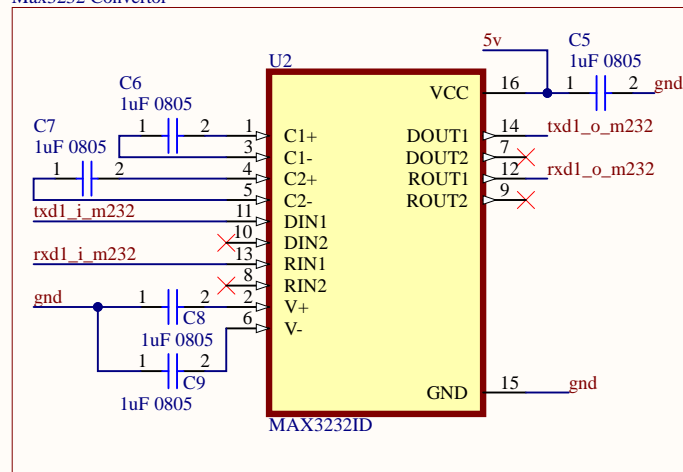 Max3232 Convertor
5v
C5
1uF 0805
U2
C6
1uF 0805
VCC
16
1
2
gnd
C7
1uF 0805
1
2
1
C1+
DOUT1
14
txd1_o_m232
3
C1-
DOUT2
7
1
2
4
C2+
ROUT1
12
rxd1_o_m232
5
C2-
ROUT2
9
txd1_i_m232
11
DIN1
10
DIN2
rxd1_i_m232
13
RIN1
8
RIN2
gnd
1
2
2
V+
C8
6
V-
1uF 0805
1
2
C9
1uF 0805
GND
15
gnd
MAX3232ID